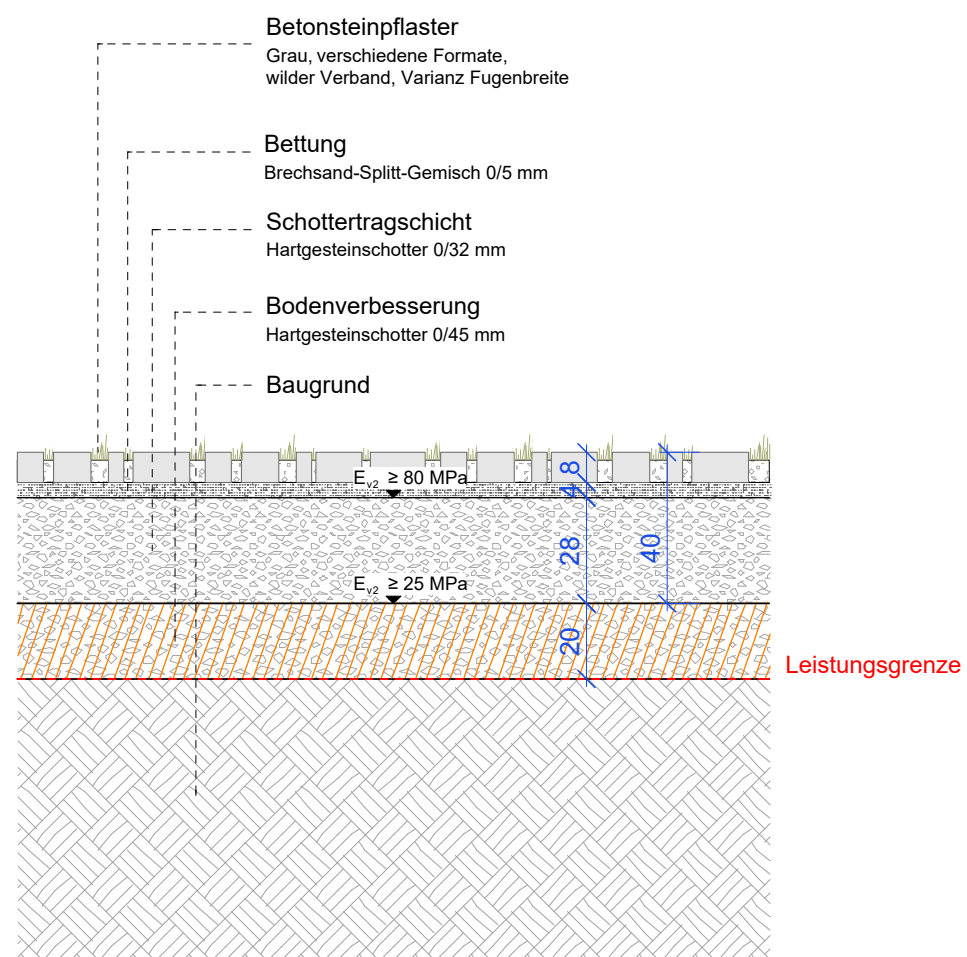 Betonsteinpflaster
Grau, verschiedene Formate,
wilder Verband, Varianz Fugenbreite
Bettung
Brechsand-Splitt-Gemisch 0/5 mm
Schottertragschicht
Hartgesteinschotter 0/32 mm
Bodenverbesserung
Hartgesteinschotter 0/45 mm
Baugrund
8
Ev2 ≥ 80 MPa
4
28
40
Ev2 ≥ 25 MPa
20
Leistungsgrenze